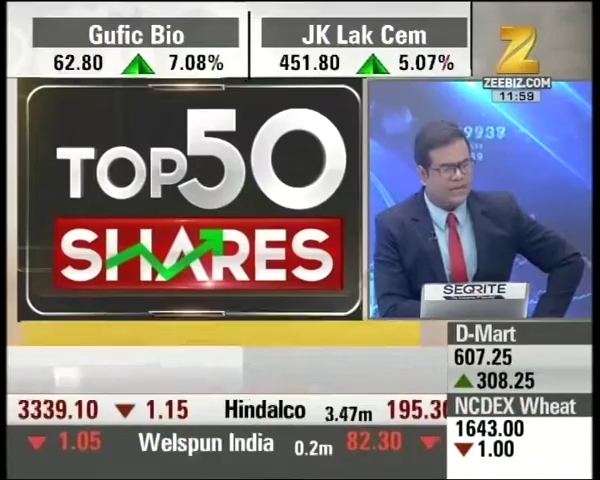 Gufic Bio
62.80 7.08%
JK Lak Cem
451.80 5.07%
Z
ZEEBIZ.COM
11:59
TOP 50
SHARES
SEQRITE
D-Mart
607.25
308.25
NCDEX Wheat
1643.00
1.00
3339.10 1.15 Hindalco 3.47m 195.30
1.05 Welspun India 0.2m 82.30